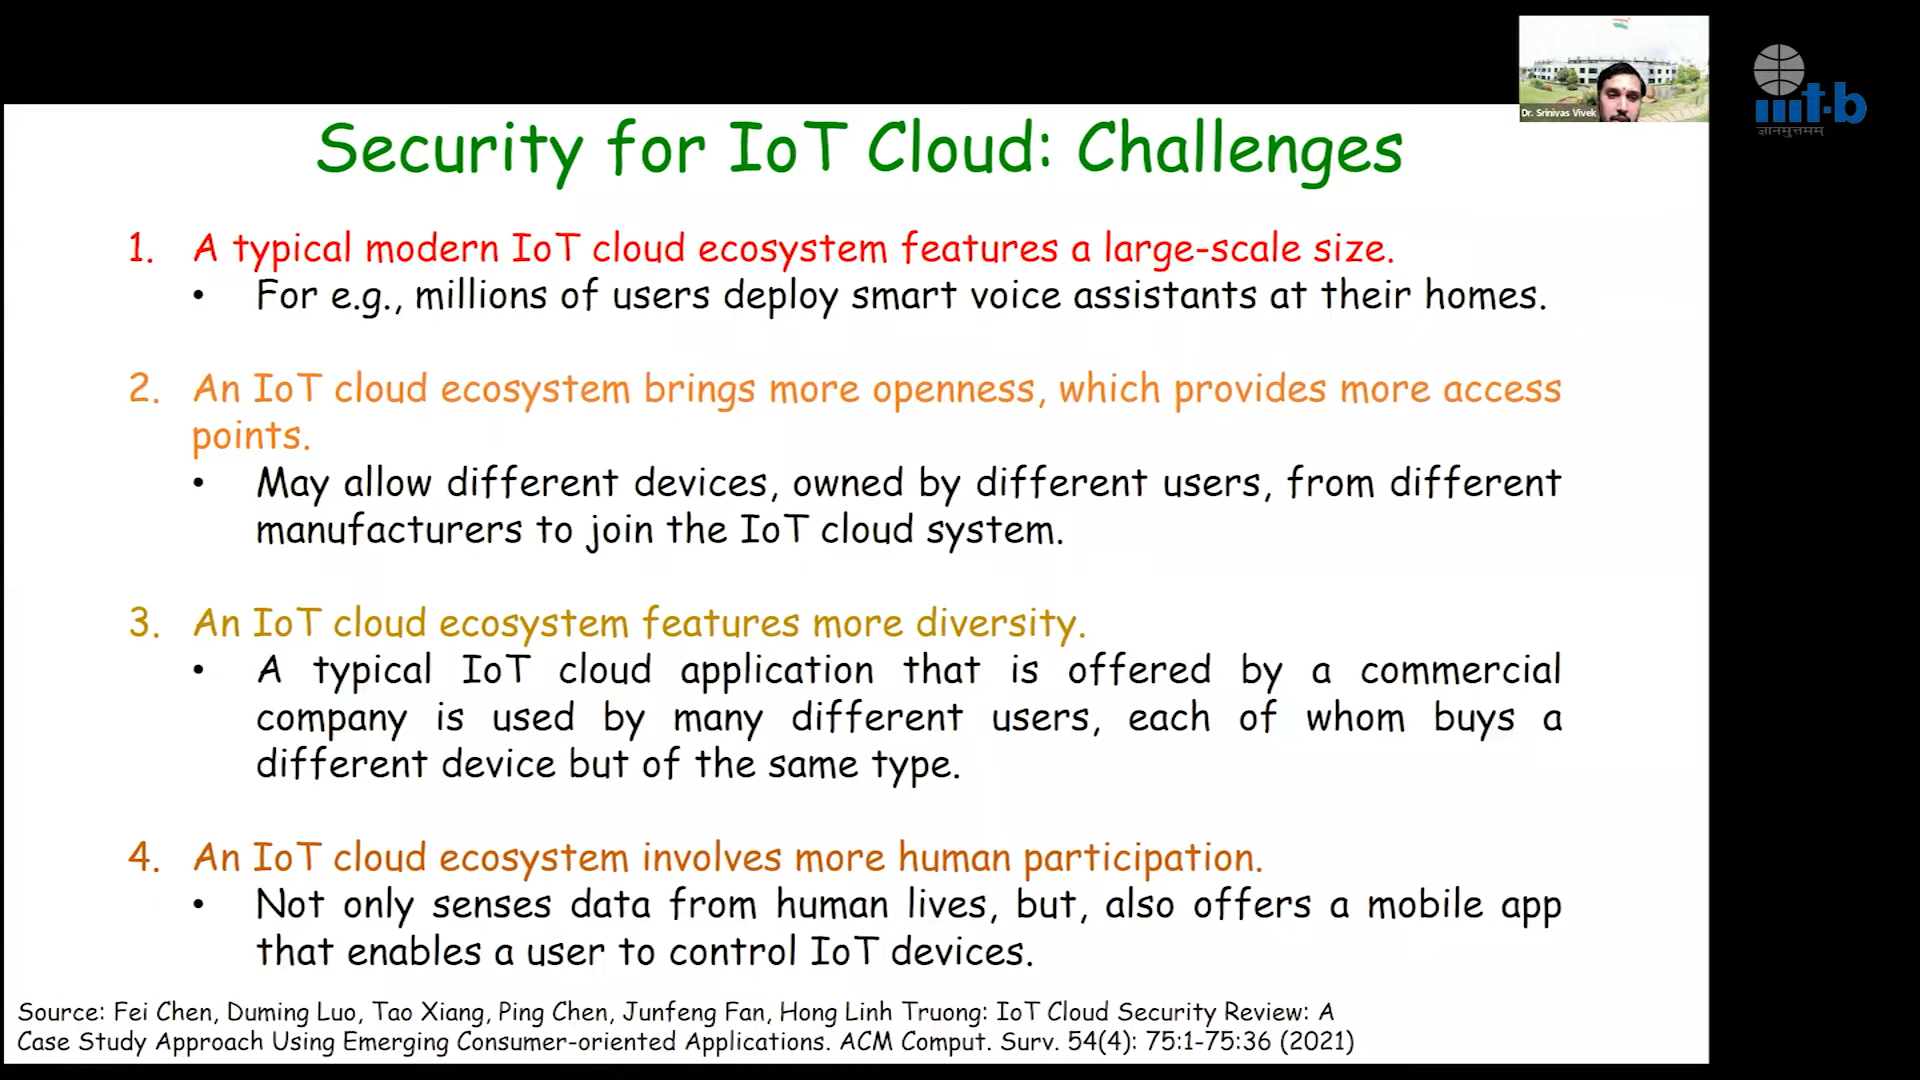 Dr. Srinivas Vivek
iiit-b
ज्ञानमुत्तमम्
Security for IoT Cloud: Challenges
1. A typical modern IoT cloud ecosystem features a large-scale size.
• For e.g., millions of users deploy smart voice assistants at their homes.
2. An IoT cloud ecosystem brings more openness, which provides more access
points.
• May allow different devices, owned by different users, from different
manufacturers to join the IoT cloud system.
3. An IoT cloud ecosystem features more diversity.
• A typical IoT cloud application that is offered by a commercial
company is used by many different users, each of whom buys a
different device but of the same type.
4. An IoT cloud ecosystem involves more human participation.
• Not only senses data from human lives, but, also offers a mobile app
that enables a user to control IoT devices.
Source: Fei Chen, Duming Luo, Tao Xiang, Ping Chen, Junfeng Fan, Hong Linh Truong: IoT Cloud Security Review: A
Case Study Approach Using Emerging Consumer-oriented Applications. ACM Comput. Surv. 54(4): 75:1-75:36 (2021)